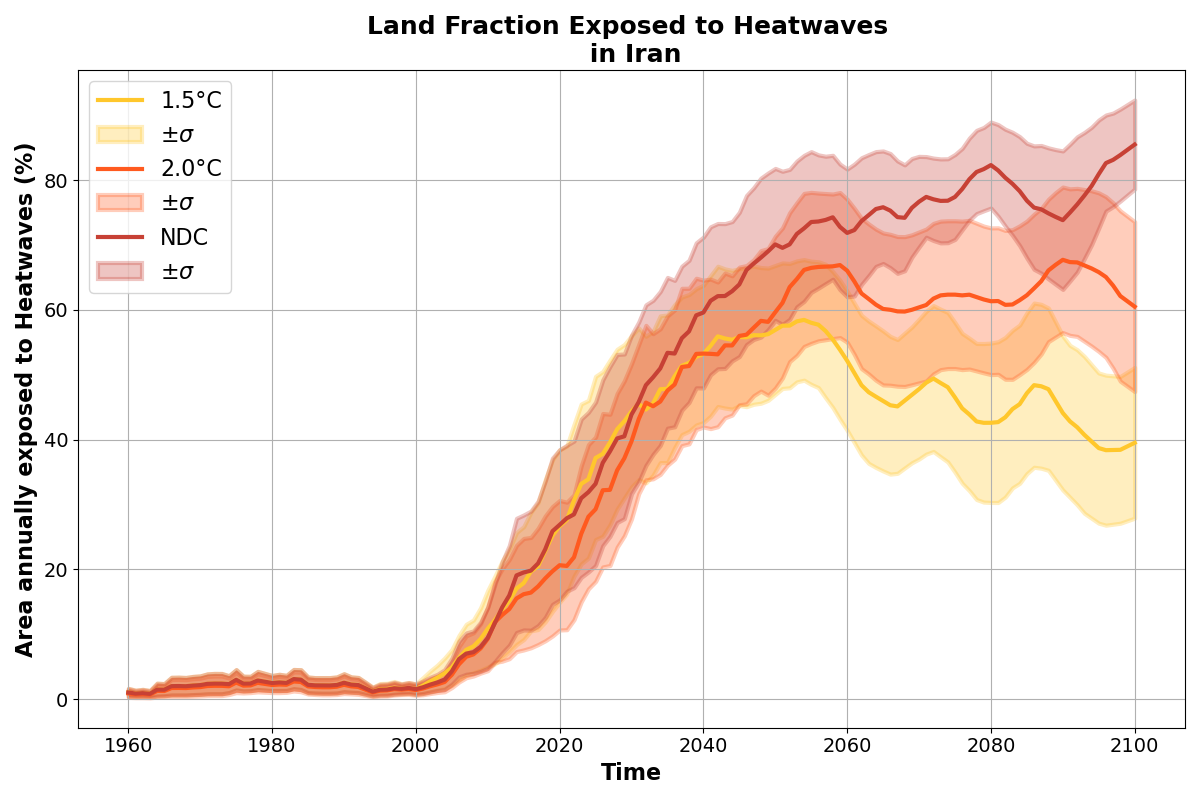 Land Fraction Exposed to Heatwaves
in Iran
1.5°C
±σ
2.0°C
±σ
NDC
±σ
Area annually exposed to Heatwaves (%)
80
60
40
20
0
1960 1980 2000 2020 2040 2060 2080 2100
Time